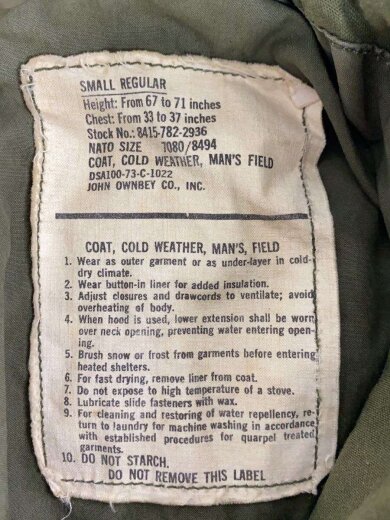 SMALL REGULAR
Height: From 67 to 71 inches
Chest: From 33 to 37 inches
Stock No.: 8415-782-2936
NATO SIZE 7080/8494
COAT, COLD WEATHER, MAN'S FIELD
DSA100-73-C-1022
JOHN OWNBEY CO., INC.
COAT, COLD WEATHER, MAN'S, FIELD
1. Wear as outer garment or as under-layer in cold-
dry climate.
2. Wear button-in liner for added insulation.
3. Adjust closures and drawcords to ventilate; avoid
overheating of body.
4. When hood is used, lower extension shall be worn
over neck opening, preventing water entering open-
ing.
5. Brush snow or frost from garments before entering
heated shelters.
6. For fast drying, remove liner from coat.
7. Do not expose to high temperature of a stove.
8. Lubricate slide fasteners with wax.
9. For cleaning and restoring of water repellency, re-
turn to laundry for machine washing in accordance
with established procedures for quarpel treated
garments.
10. DO NOT STARCH.
DO NOT REMOVE THIS LABEL